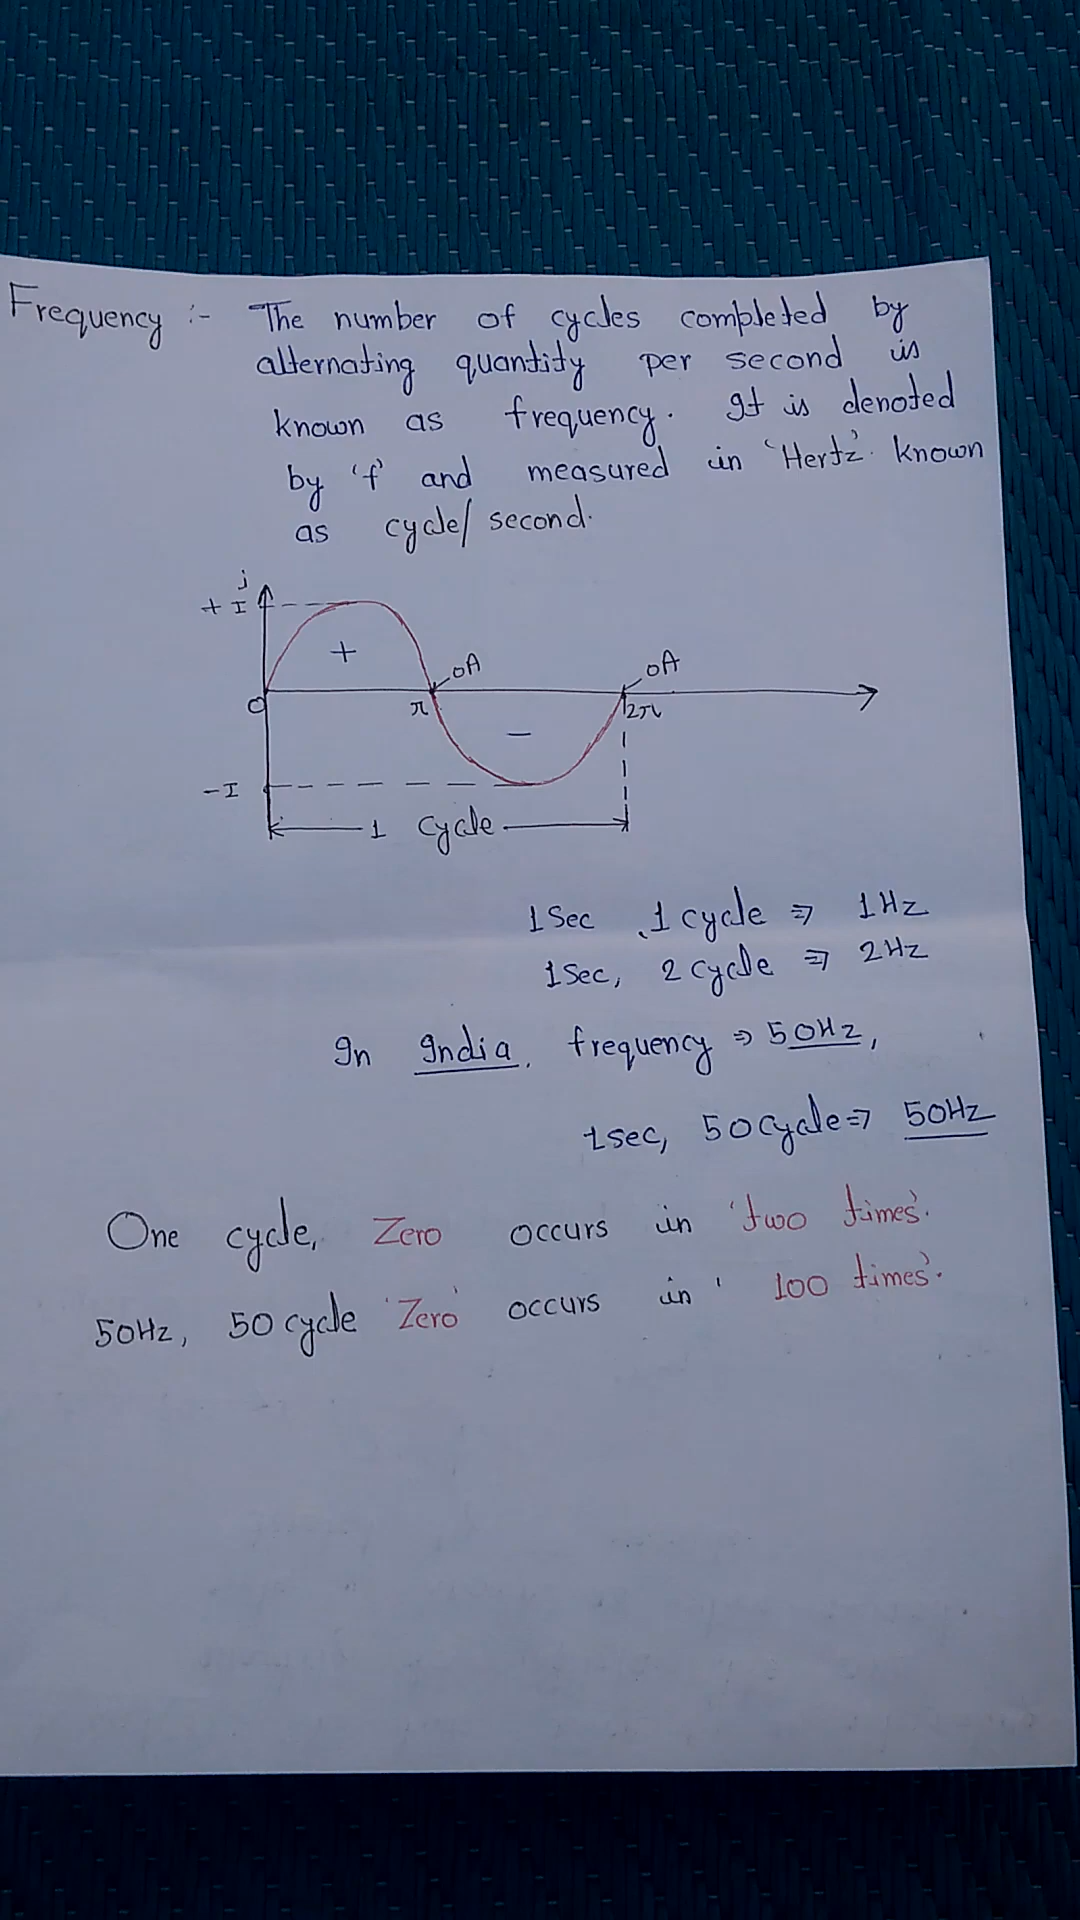 Frequency :- The number of cycles completed by
alternating quantity per second is
known as frequency. It is denoted
by 'f' and measured in 'Hertz'. known
as cycle/second.
i
+I
+
0A
0A
O
π
2π
-
-I
1 cycle
1 Sec, 1 cycle ⇒ 1Hz
1 Sec, 2 cycle ⇒ 2Hz
In India, frequency ⇒ 50Hz,
1sec, 50cycle ⇒ 50Hz
One cycle, Zero occurs in 'two times'.
50Hz, 50 cycle 'Zero' occurs in ' 100 times'.